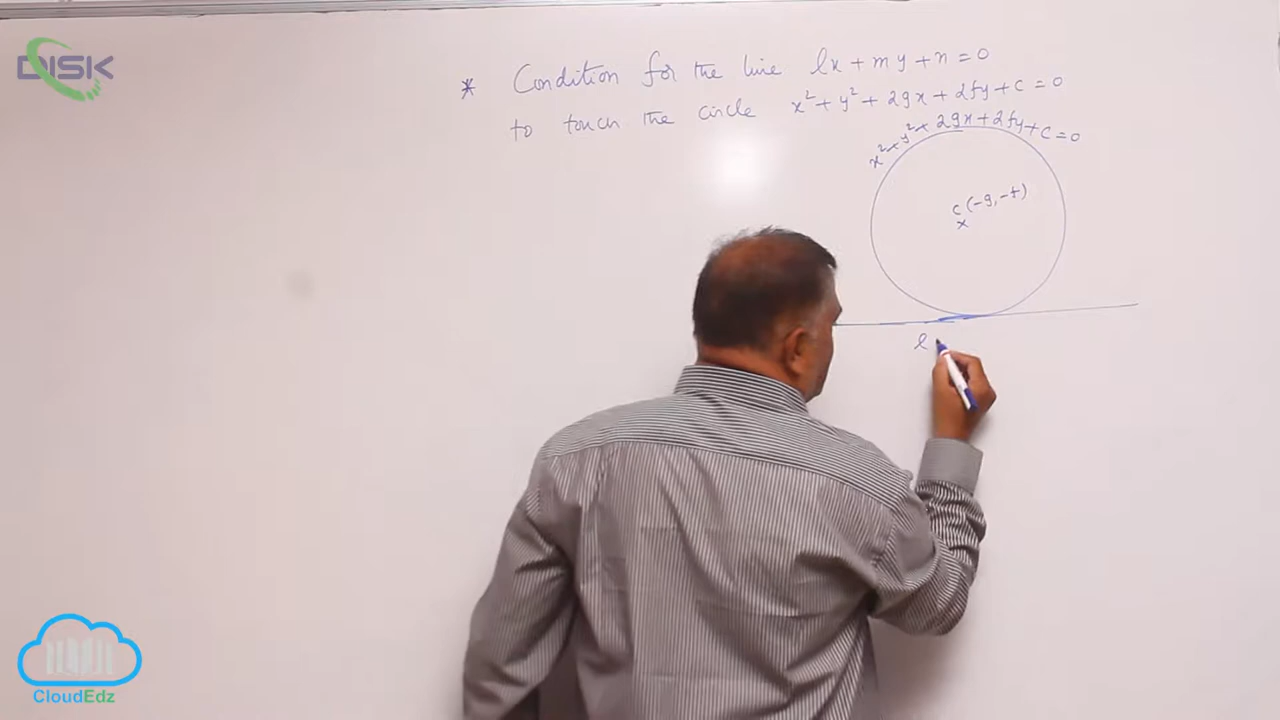 DISK
* Condition for the line lx + my + n = 0
to touch the circle x² + y² + 2gx + 2fy + c = 0
x² + y² + 2gx + 2fy + c = 0
c (-g, -f)
x
l
CloudEdz